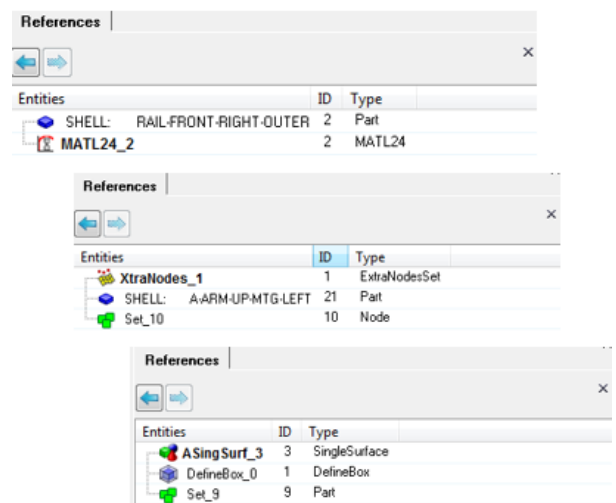 References
×
Entities ID Type
SHELL: RAIL-FRONT-RIGHT-OUTER 2 Part
MATL24_2 2 MATL24
References
×
Entities ID Type
XtraNodes_1 1 ExtraNodesSet
SHELL: A-ARM-UP-MTG-LEFT 21 Part
Set_10 10 Node
References
×
Entities ID Type
ASingSurf_3 3 SingleSurface
DefineBox_0 1 DefineBox
Set_9 9 Part